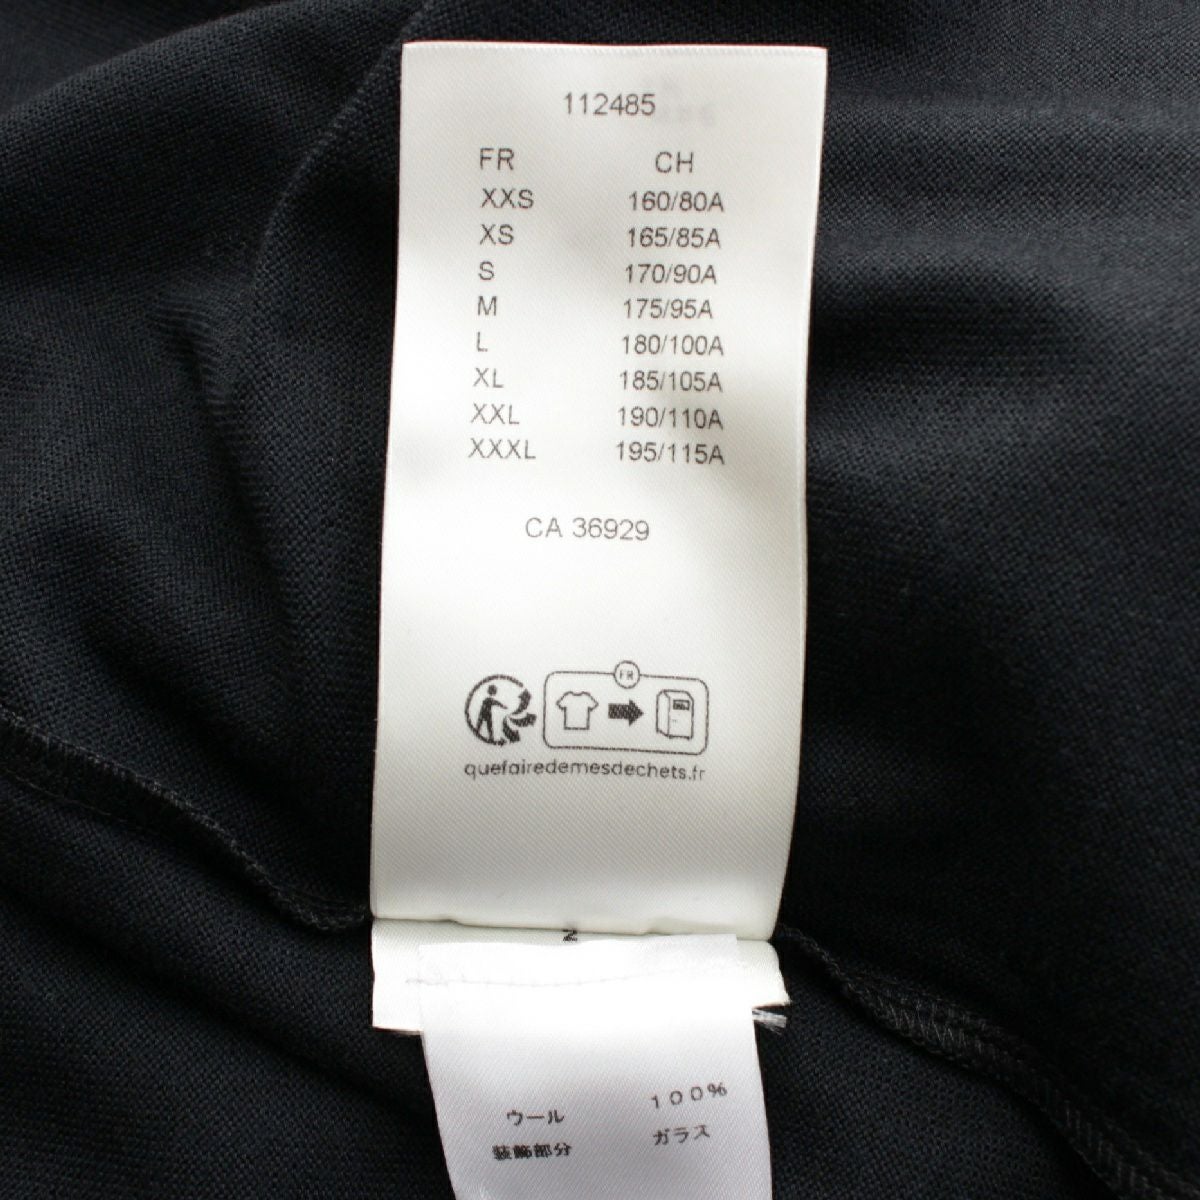 112485
FR CH
XXS 160/80A
XS 165/85A
S 170/90A
M 175/95A
L 180/100A
XL 185/105A
XXL 190/110A
XXXL 195/115A
CA 36929
FR
quefairedemesdechets.fr
ウール 100%
装飾部分 ガラス